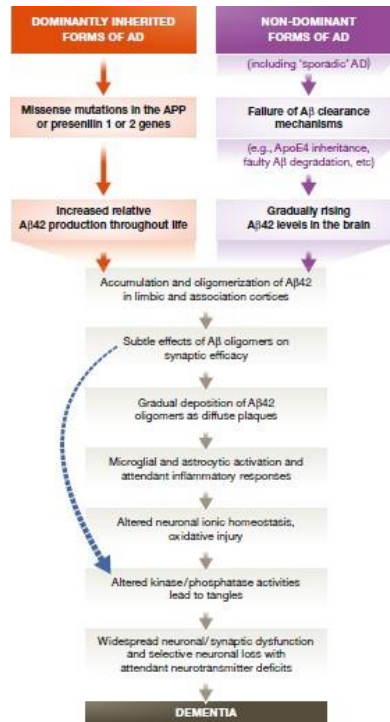 DOMINANTLY INHERITED
FORMS OF AD
Missense mutations in the APP
or presenilin 1 or 2 genes
Increased relative
Aβ42 production throughout life
NON-DOMINANT
FORMS OF AD
(including 'sporadic' AD)
Failure of Aβ clearance
mechanisms
(e.g., ApoE4 inheritance,
faulty Aβ degradation, etc)
Gradually rising
Aβ42 levels in the brain
Accumulation and oligomerization of Aβ42
in limbic and association cortices
Subtle effects of Aβ oligomers on
synaptic efficacy
Gradual deposition of Aβ42
oligomers as diffuse plaques
Microglial and astrocytic activation and
attendant inflammatory responses
Altered neuronal ionic homeostasis,
oxidative injury
Altered kinase/phosphatase activities
lead to tangles
Widespread neuronal/synaptic dysfunction
and selective neuronal loss with
attendant neurotransmitter deficits
DEMENTIA